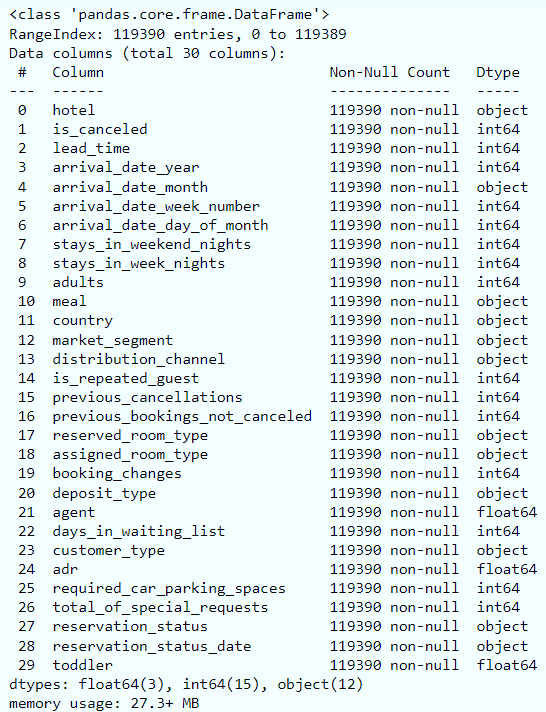 <class 'pandas.core.frame.DataFrame'>
RangeIndex: 119390 entries, 0 to 119389
Data columns (total 30 columns):
 #   Column                          Non-Null Count   Dtype
---  ------                          --------------   -----
 0   hotel                           119390 non-null  object
 1   is_canceled                     119390 non-null  int64
 2   lead_time                       119390 non-null  int64
 3   arrival_date_year               119390 non-null  int64
 4   arrival_date_month              119390 non-null  object
 5   arrival_date_week_number        119390 non-null  int64
 6   arrival_date_day_of_month       119390 non-null  int64
 7   stays_in_weekend_nights         119390 non-null  int64
 8   stays_in_week_nights            119390 non-null  int64
 9   adults                          119390 non-null  int64
 10  meal                            119390 non-null  object
 11  country                         119390 non-null  object
 12  market_segment                  119390 non-null  object
 13  distribution_channel            119390 non-null  object
 14  is_repeated_guest               119390 non-null  int64
 15  previous_cancellations          119390 non-null  int64
 16  previous_bookings_not_canceled  119390 non-null  int64
 17  reserved_room_type              119390 non-null  object
 18  assigned_room_type              119390 non-null  object
 19  booking_changes                 119390 non-null  int64
 20  deposit_type                    119390 non-null  object
 21  agent                           119390 non-null  float64
 22  days_in_waiting_list            119390 non-null  int64
 23  customer_type                   119390 non-null  object
 24  adr                             119390 non-null  float64
 25  required_car_parking_spaces     119390 non-null  int64
 26  total_of_special_requests       119390 non-null  int64
 27  reservation_status              119390 non-null  object
 28  reservation_status_date         119390 non-null  object
 29  toddler                         119390 non-null  float64
dtypes: float64(3), int64(15), object(12)
memory usage: 27.3+ MB